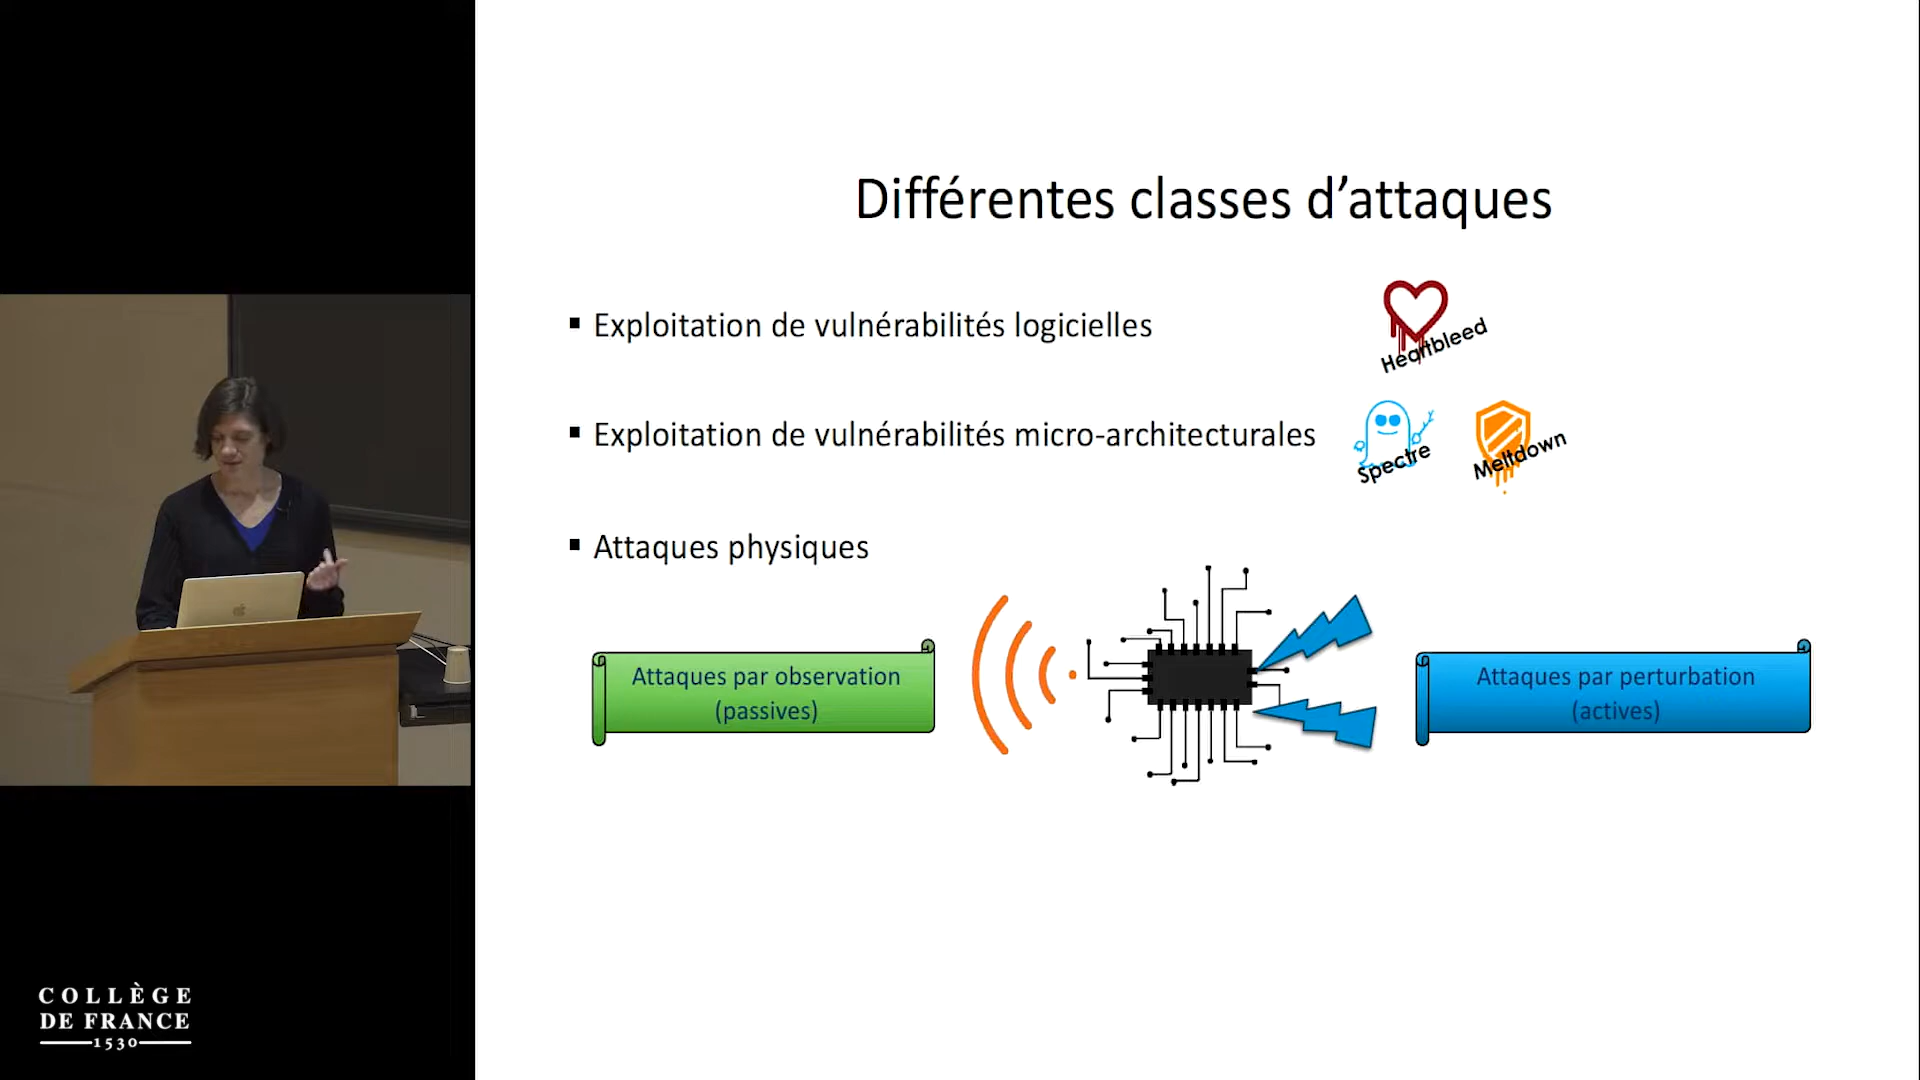 Différentes classes d’attaques
▪ Exploitation de vulnérabilités logicielles
Heartbleed
▪ Exploitation de vulnérabilités micro-architecturales
Spectre
Meltdown
▪ Attaques physiques
Attaques par observation
(passives)
Attaques par perturbation
(actives)
COLLÈGE
DE FRANCE
1530